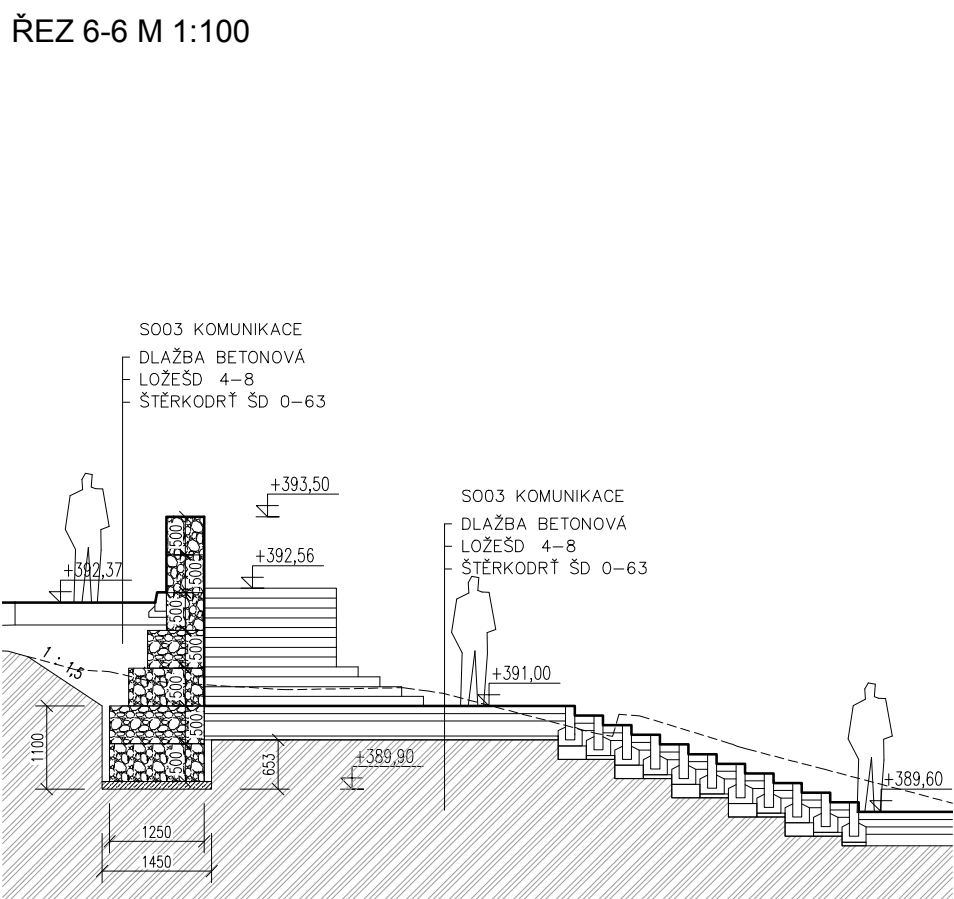 ŘEZ 6-6 M 1:100
SO03 KOMUNIKACE
DLAŽBA BETONOVÁ
LOŽEŠD 4-8
ŠTĚRKODRŤ ŠD 0-63
+393,50
SO03 KOMUNIKACE
DLAŽBA BETONOVÁ
LOŽEŠD 4-8
ŠTĚRKODRŤ ŠD 0-63
+392,56
+392,37
500
500
500
500
500
500
500
1 : 1,5
+391,00
1100
653
+389,90
+389,60
1250
1450